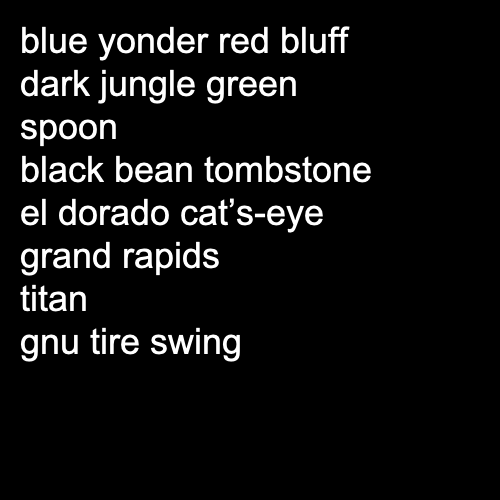 blue yonder red bluff
dark jungle green
spoon
black bean tombstone
el dorado cat’s-eye
grand rapids
titan
gnu tire swing